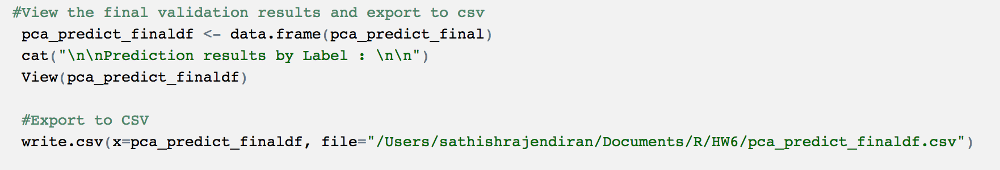 #View the final validation results and export to csv
pca_predict_finaldf <- data.frame(pca_predict_final)
cat("\n\nPrediction results by Label : \n\n")
View(pca_predict_finaldf)
#Export to CSV
write.csv(x=pca_predict_finaldf, file="/Users/sathishrajendiran/Documents/R/HW6/pca_predict_finaldf.csv")